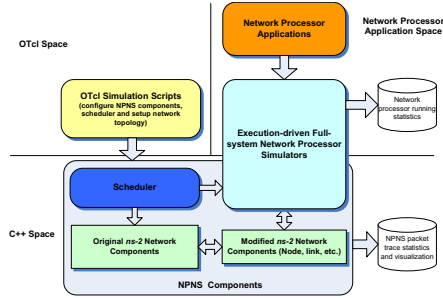 OTcl Space
Network Processor
Applications
Network Processor
Application Space
OTcl Simulation Scripts
(configure NPNS components,
scheduler and setup network
topology)
Execution-driven Full-
system Network Processor
Simulators
Network
processor running
statistics
Scheduler
C++ Space
Original ns-2 Network
Components
Modified ns-2 Network
Components (Node, link, etc.)
NPNS packet
trace statistics
and visualization
NPNS Components